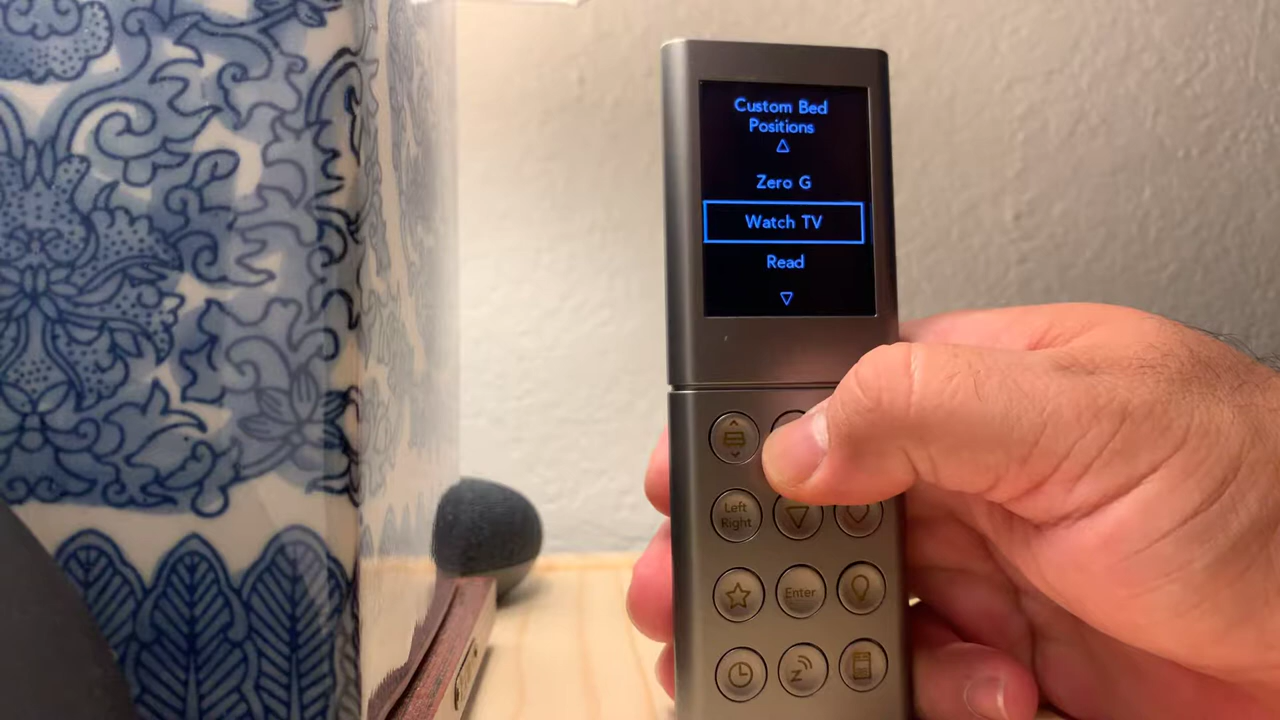 Custom Bed
Positions
Zero G
Watch TV
Read
Left
Right
Enter
Z